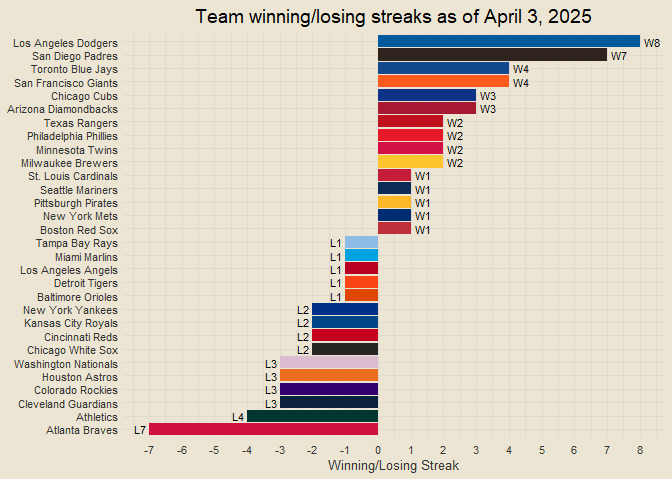 Team winning/losing streaks as of April 3, 2025
Los Angeles Dodgers W8
San Diego Padres W7
Toronto Blue Jays W4
San Francisco Giants W4
Chicago Cubs W3
Arizona Diamondbacks W3
Texas Rangers W2
Philadelphia Phillies W2
Minnesota Twins W2
Milwaukee Brewers W2
St. Louis Cardinals W1
Seattle Mariners W1
Pittsburgh Pirates W1
New York Mets W1
Boston Red Sox W1
Tampa Bay Rays L1
Miami Marlins L1
Los Angeles Angels L1
Detroit Tigers L1
Baltimore Orioles L1
New York Yankees L2
Kansas City Royals L2
Cincinnati Reds L2
Chicago White Sox L2
Washington Nationals L3
Houston Astros L3
Colorado Rockies L3
Cleveland Guardians L3
Athletics L4
Atlanta Braves L7
-7 -6 -5 -4 -3 -2 -1 0 1 2 3 4 5 6 7 8
Winning/Losing Streak